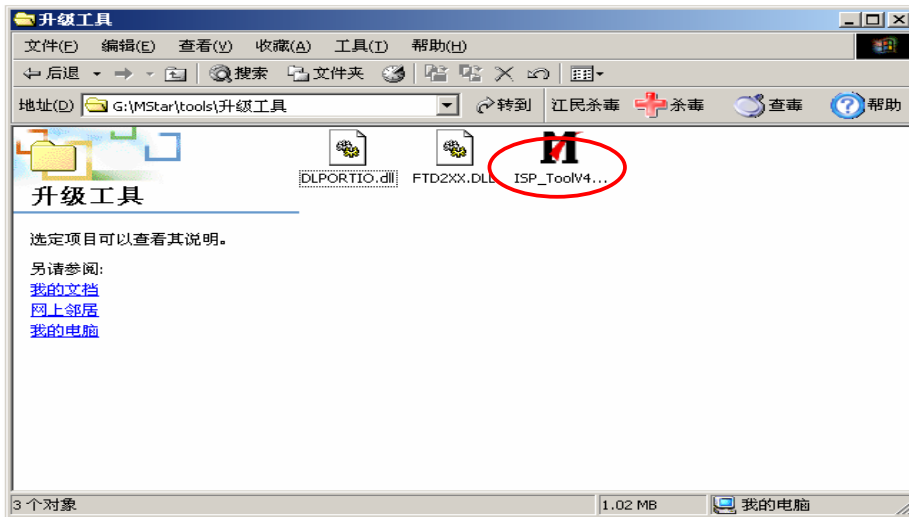 升级工具
文件(F) 编辑(E) 查看(V) 收藏(A) 工具(T) 帮助(H)
后退 搜索 文件夹
地址(D) G:\MStar\tools\升级工具 转到 江民杀毒 杀毒 查毒 帮助
DLPORTIO.dll FTD2XX.DLL ISP_ToolV4...
升级工具
选定项目可以查看其说明。
另请参阅:
我的文档
网上邻居
我的电脑
3 个对象 1.02 MB 我的电脑